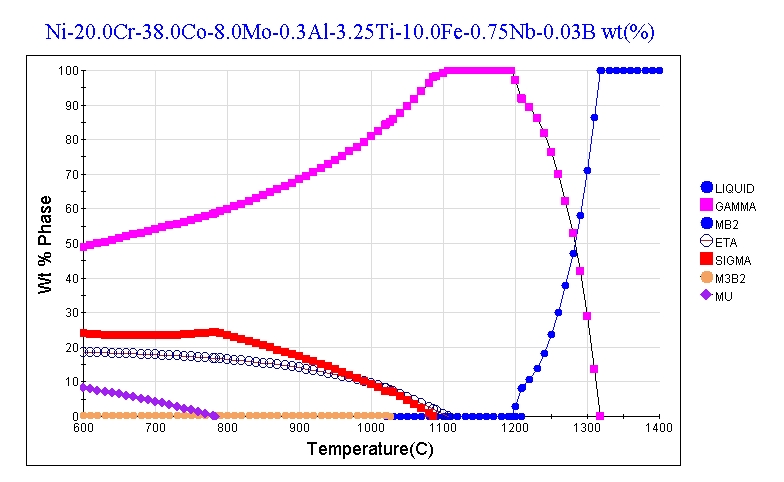 Ni-20.0Cr-38.0Co-8.0Mo-0.3Al-3.25Ti-10.0Fe-0.75Nb-0.03B wt(%)
100
90
80
70
60
50
40
30
20
10
0
Wt % Phase
600 700 800 900 1000 1100 1200 1300 1400
Temperature(C)
LIQUID
GAMMA
MB2
ETA
SIGMA
M3B2
MU